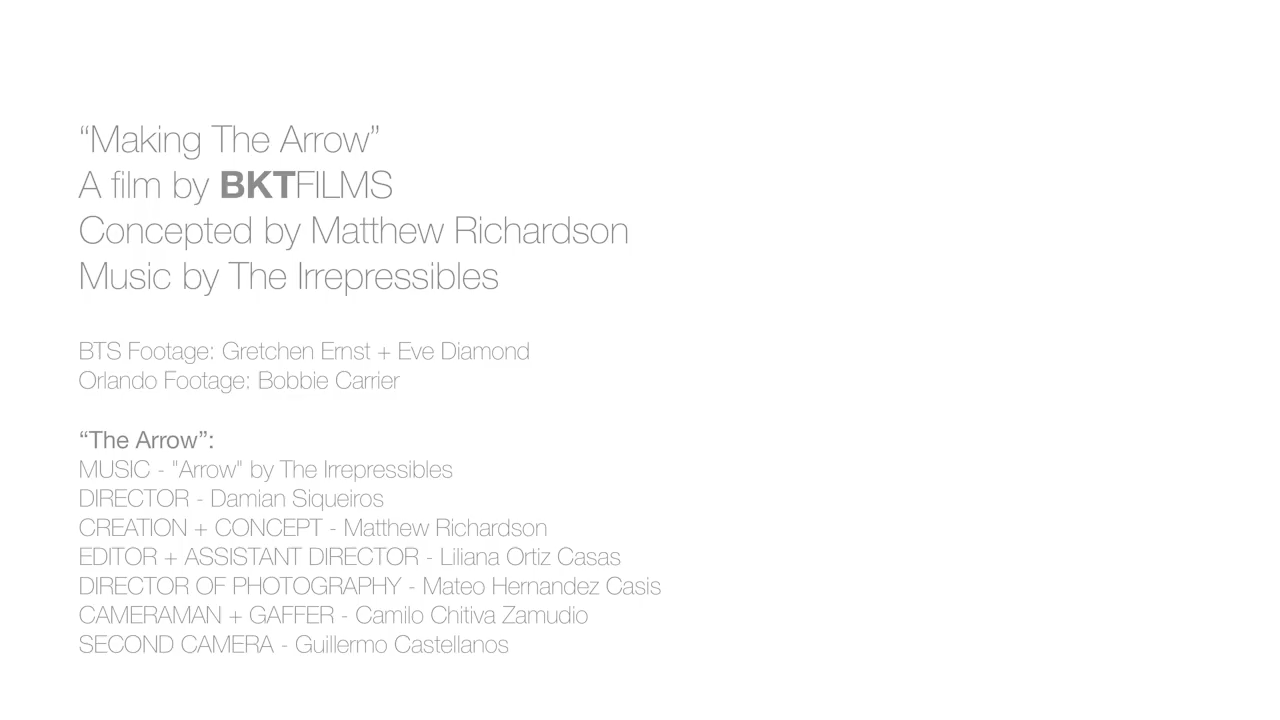 “Making The Arrow”
A film by BKTFILMS
Concepted by Matthew Richardson
Music by The Irrepressibles
BTS Footage: Gretchen Ernst + Eve Diamond
Orlando Footage: Bobbie Carrier
“The Arrow”:
MUSIC - "Arrow" by The Irrepressibles
DIRECTOR - Damian Siqueiros
CREATION + CONCEPT - Matthew Richardson
EDITOR + ASSISTANT DIRECTOR - Liliana Ortiz Casas
DIRECTOR OF PHOTOGRAPHY - Mateo Hernandez Casis
CAMERAMAN + GAFFER - Camilo Chitiva Zamudio
SECOND CAMERA - Guillermo Castellanos